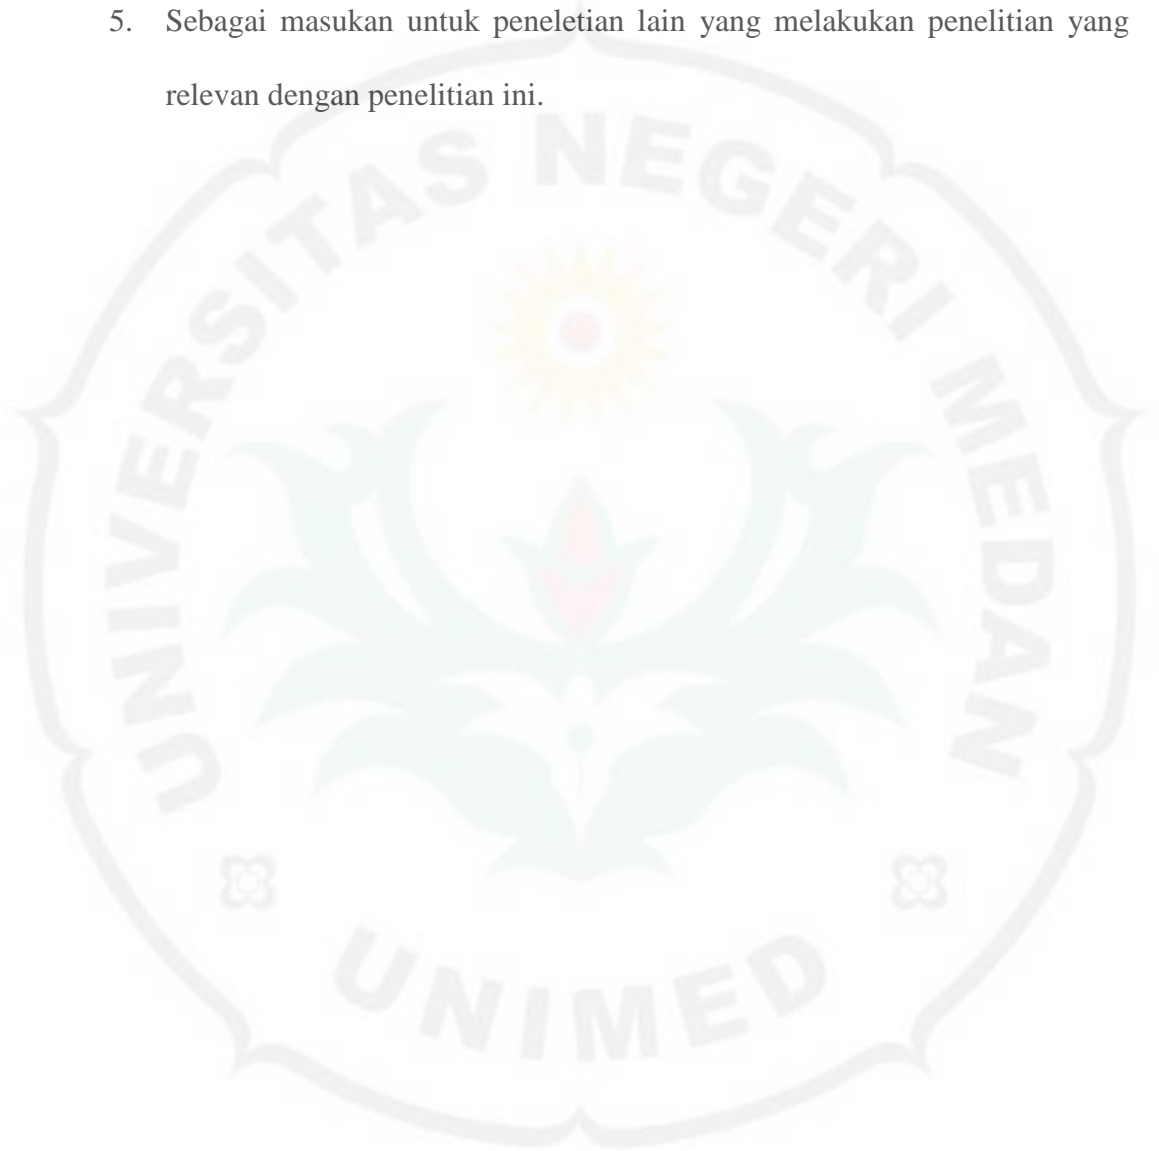 5. Sebagai masukan untuk peneletian lain yang melakukan penelitian yang
relevan dengan penelitian ini.
UNIVERSITAS NEGERI MEDAN
UNIMED